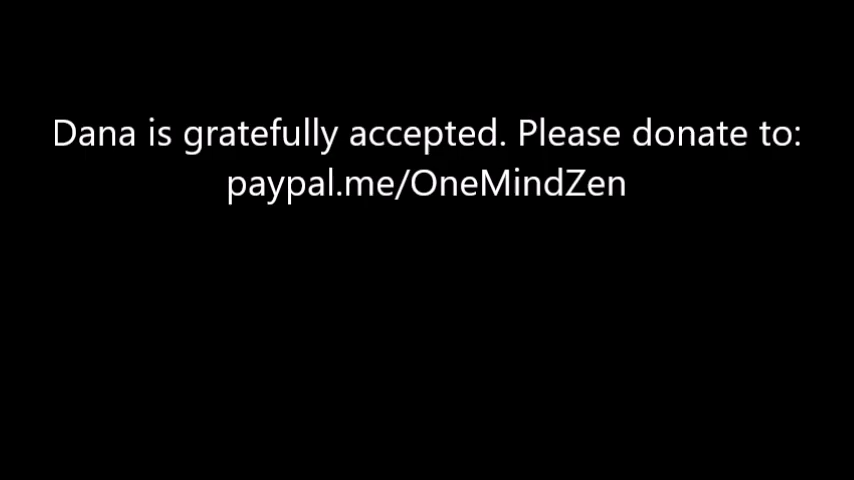 Dana is gratefully accepted. Please donate to:
paypal.me/OneMindZen